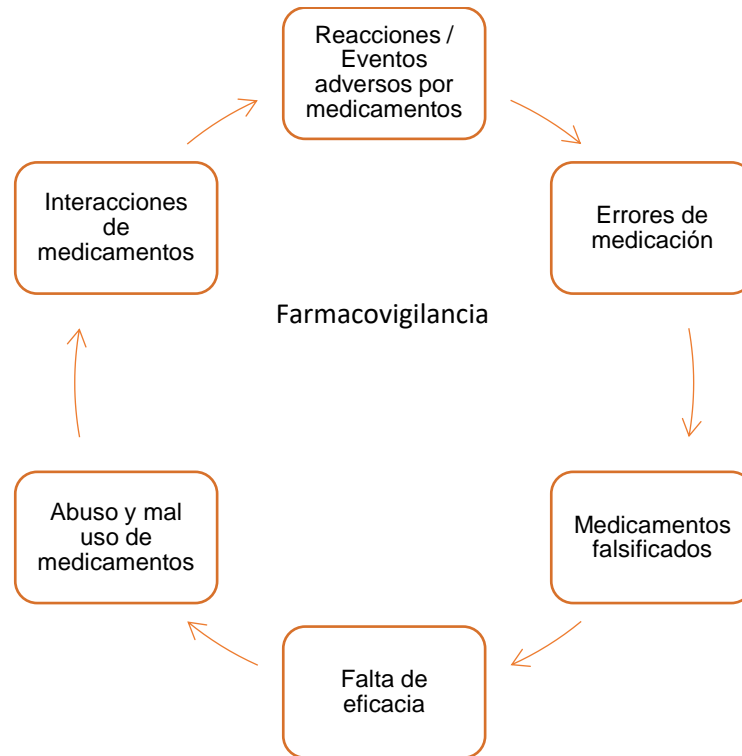 Reacciones /
Eventos
adversos por
medicamentos
Errores de
medicación
Medicamentos
falsificados
Falta de
eficacia
Abuso y mal
uso de
medicamentos
Interacciones
de
medicamentos
Farmacovigilancia